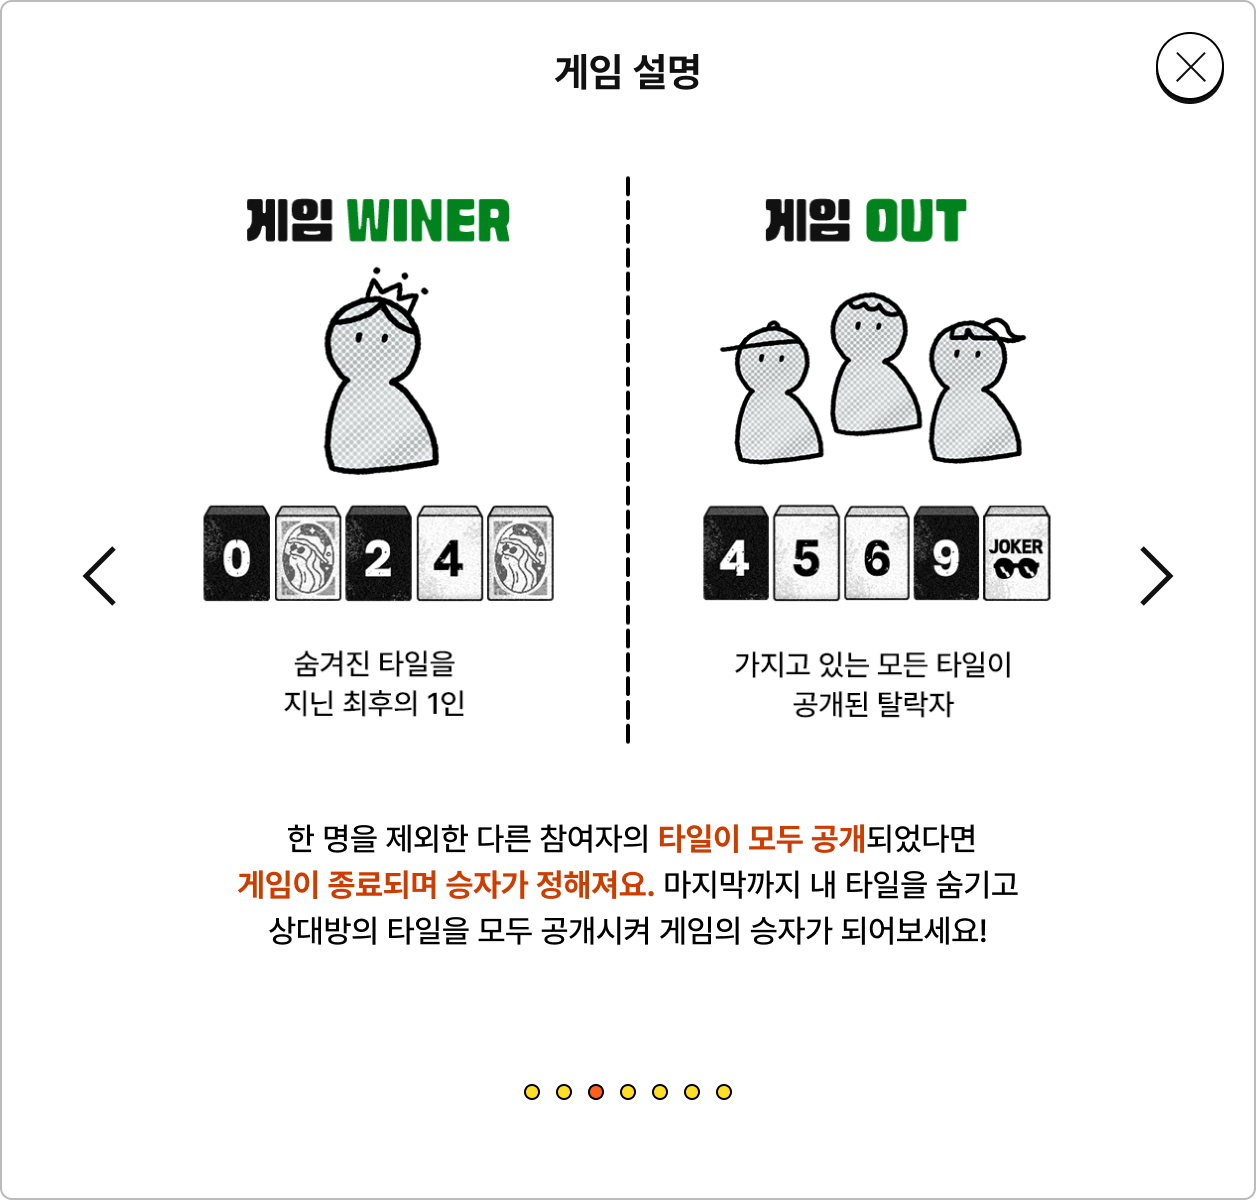 게임 설명
게임 WINER
게임 OUT
0 2 4
4 5 6 9 JOKER
숨겨진 타일을
지닌 최후의 1인
가지고 있는 모든 타일이
공개된 탈락자
한 명을 제외한 다른 참여자의 타일이 모두 공개되었다면
게임이 종료되며 승자가 정해져요. 마지막까지 내 타일을 숨기고
상대방의 타일을 모두 공개시켜 게임의 승자가 되어보세요!